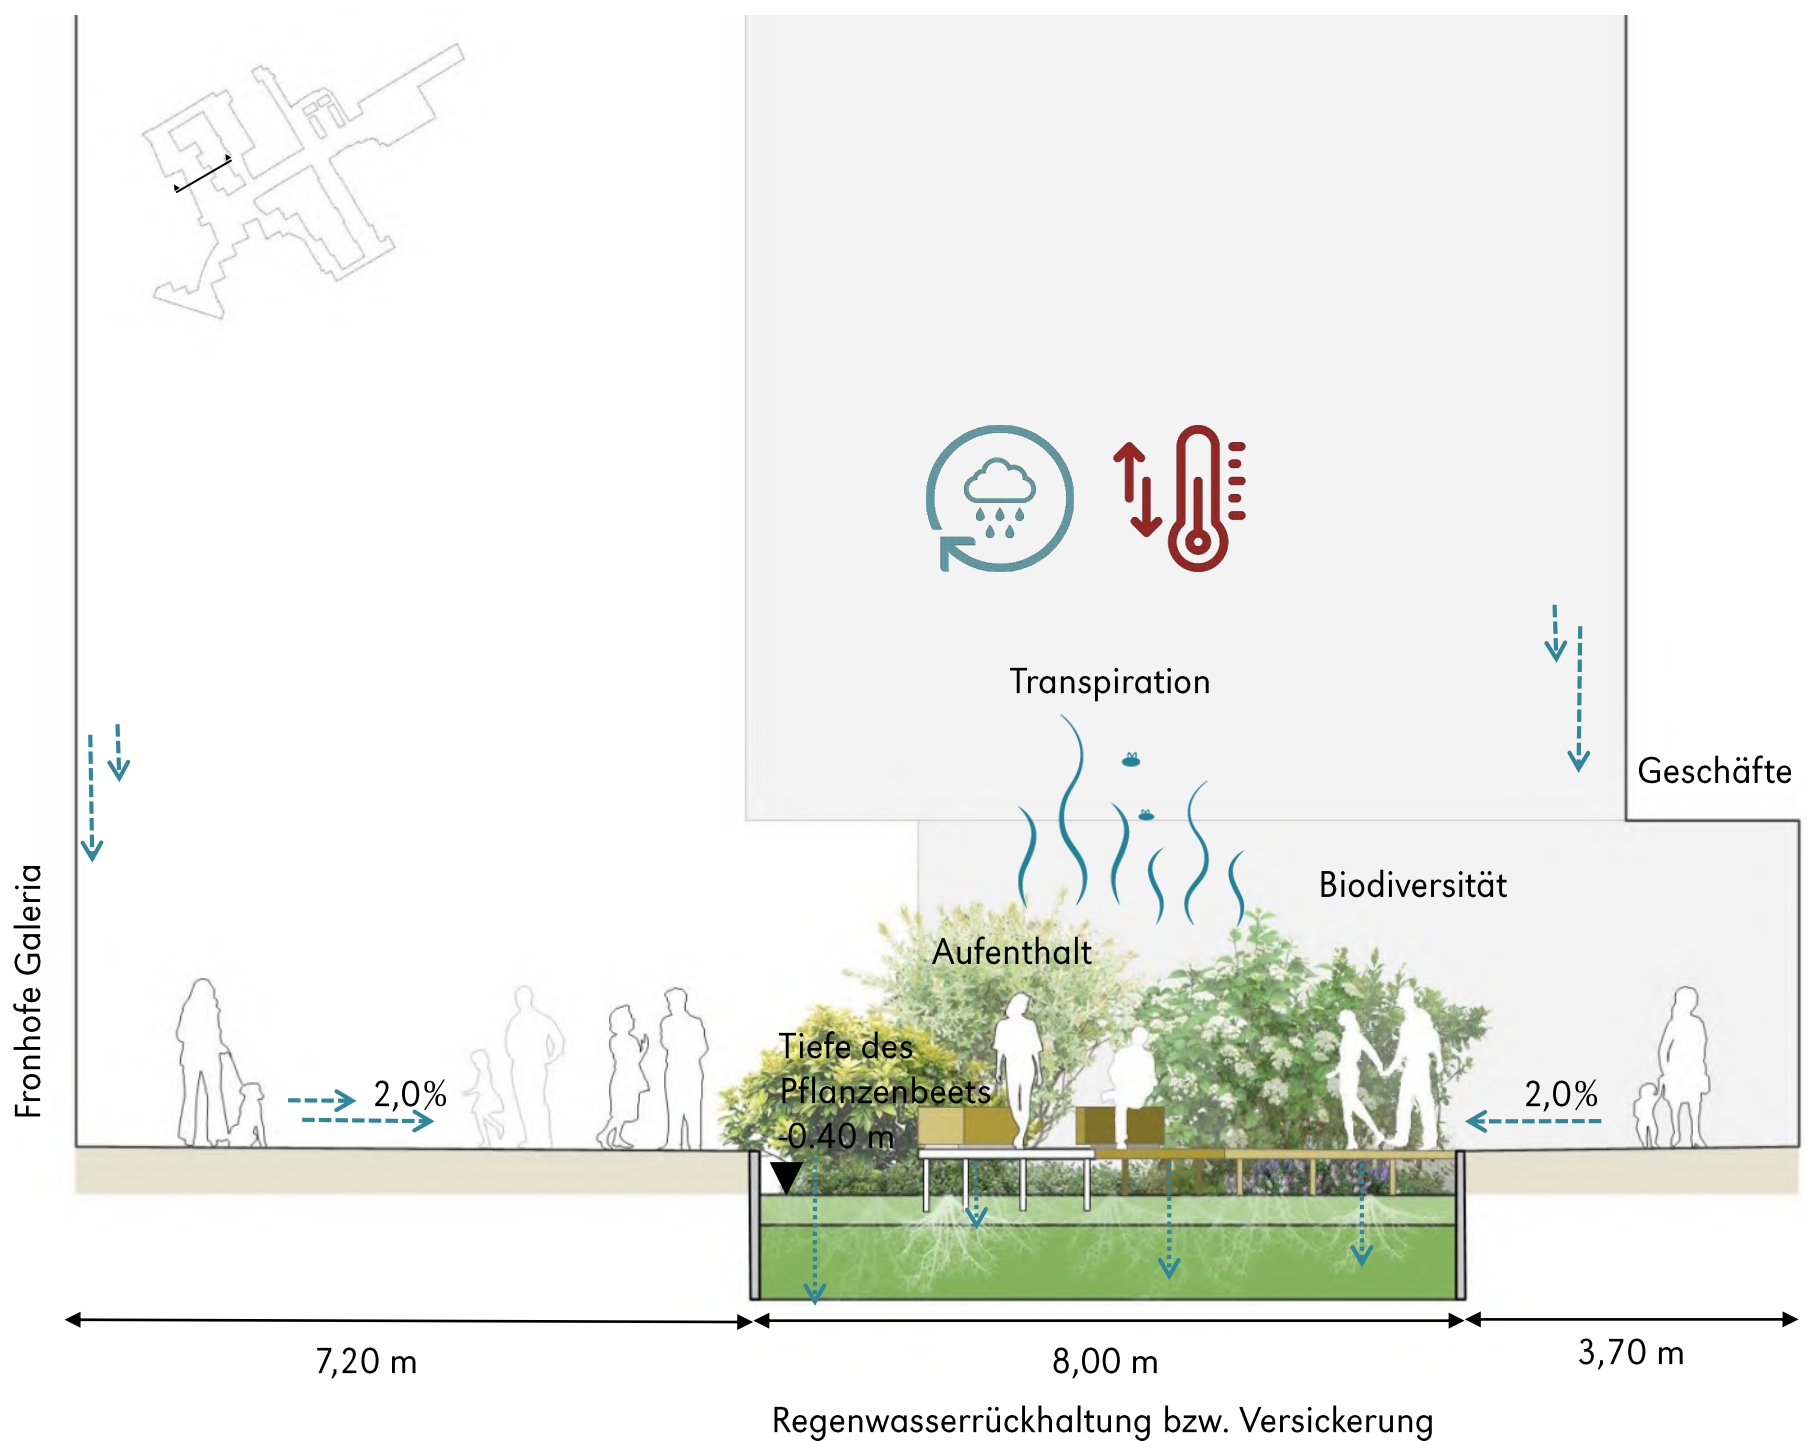 Transpiration
Geschäfte
Biodiversität
Aufenthalt
Fronhofe Galeria
Tiefe des
Pflanzenbeets
-0.40 m
2,0%
2,0%
7,20 m
8,00 m
3,70 m
Regenwasserrückhaltung bzw. Versickerung